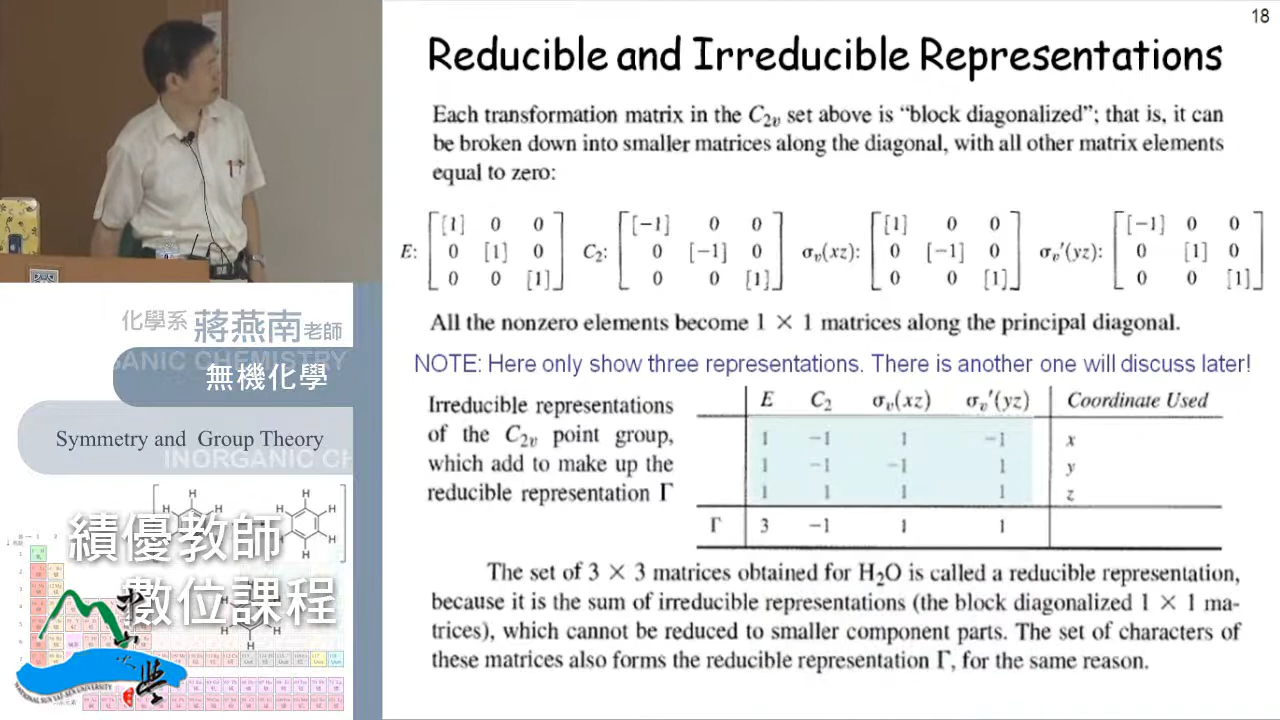 18
Reducible and Irreducible Representations
Each transformation matrix in the C₂ᵥ set above is “block diagonalized”; that is, it can
be broken down into smaller matrices along the diagonal, with all other matrix elements
equal to zero:
E: [[1] 0 0] C₂: [[−1] 0 0] σᵥ(xz): [[1] 0 0] σᵥ′(yz): [[−1] 0 0]
[0 [1] 0] [0 [−1] 0] [0 [−1] 0] [0 [1] 0]
[0 0 [1]] [0 0 [1]] [0 0 [1]] [0 0 [1]]
All the nonzero elements become 1 × 1 matrices along the principal diagonal.
NOTE: Here only show three representations. There is another one will discuss later!
Irreducible representations
of the C₂ᵥ point group,
which add to make up the
reducible representation Γ
E C₂ σᵥ(xz) σᵥ′(yz) Coordinate Used
1 −1 1 −1 x
1 −1 −1 1 y
1 1 1 1 z
Γ 3 −1 1 1
The set of 3 × 3 matrices obtained for H₂O is called a reducible representation,
because it is the sum of irreducible representations (the block diagonalized 1 × 1 ma-
trices), which cannot be reduced to smaller component parts. The set of characters of
these matrices also forms the reducible representation Γ, for the same reason.
化學系 蔣燕南老師
無機化學
Symmetry and Group Theory
INORGANIC CH
績優教師
數位課程
NATIONAL SUN YAT-SEN UNIVERSITY